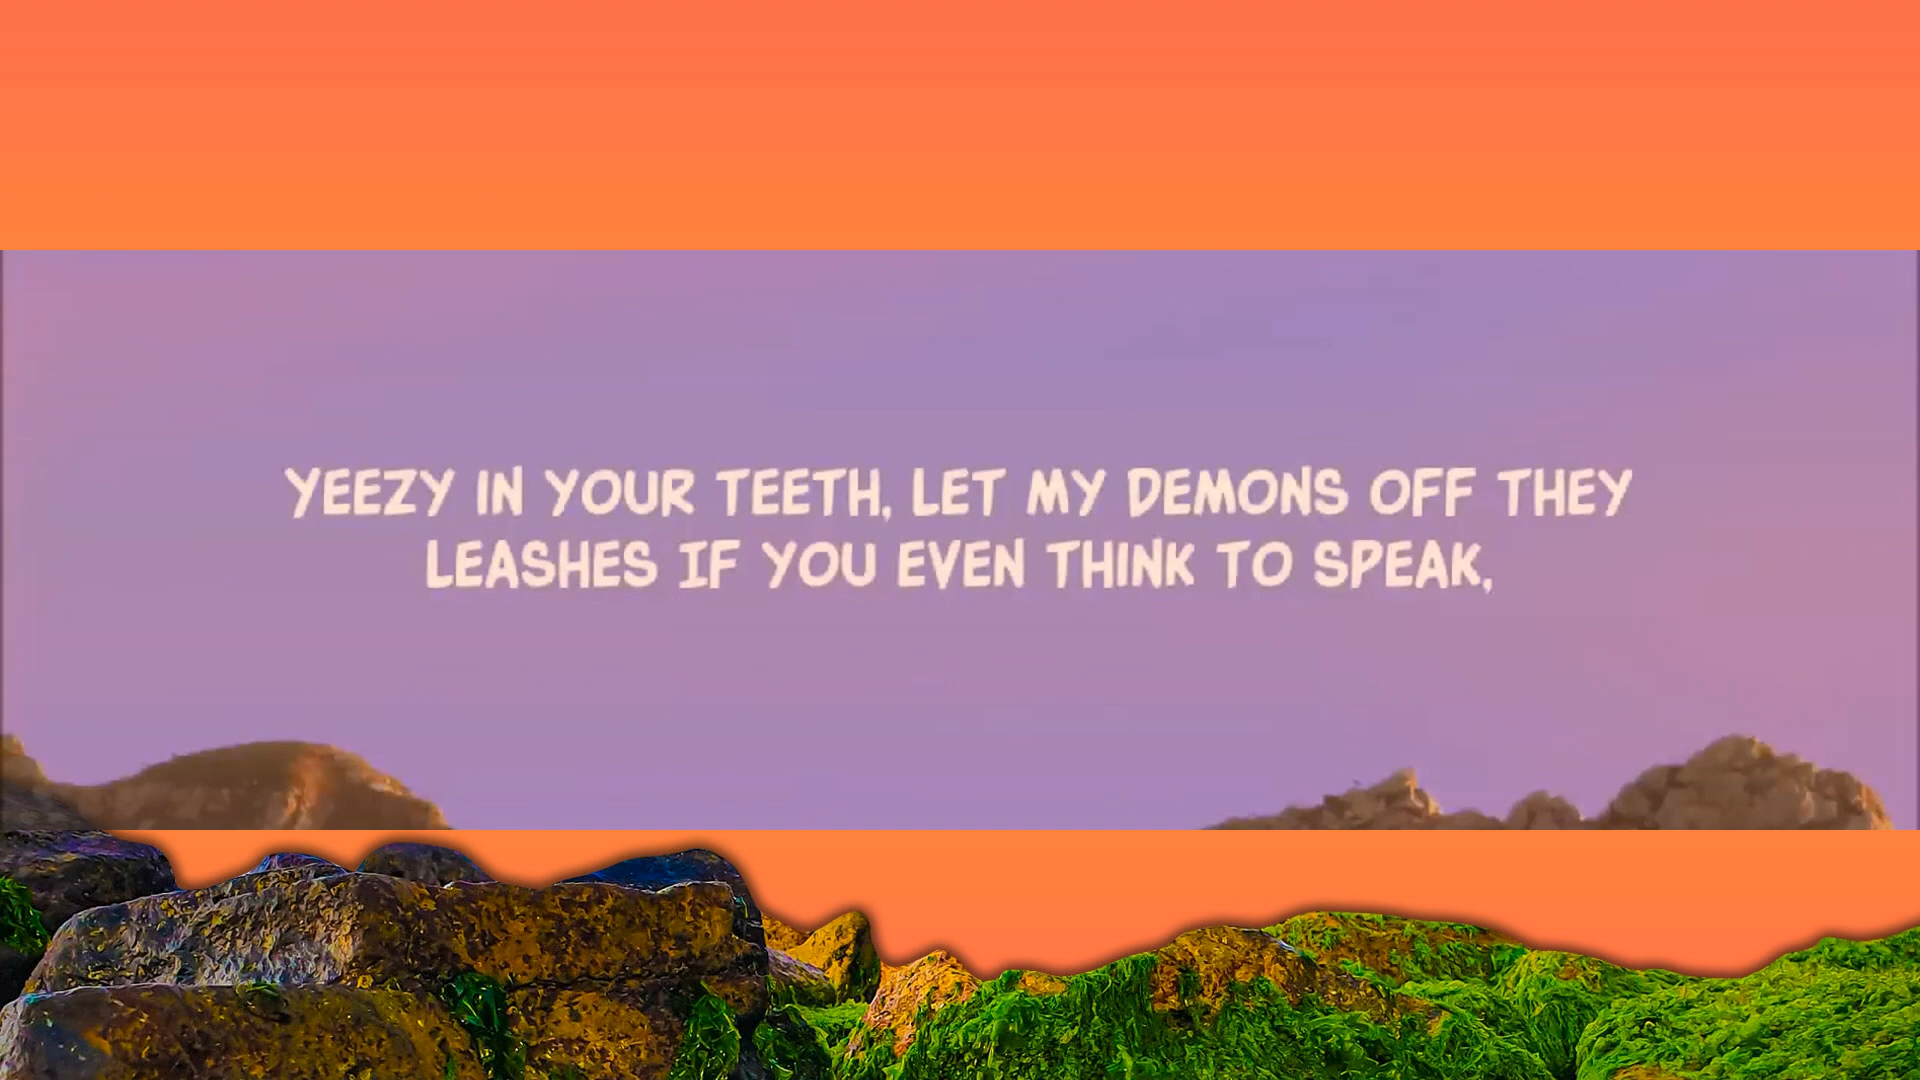 YEEZY IN YOUR TEETH, LET MY DEMONS OFF THEY
LEASHES IF YOU EVEN THINK TO SPEAK,